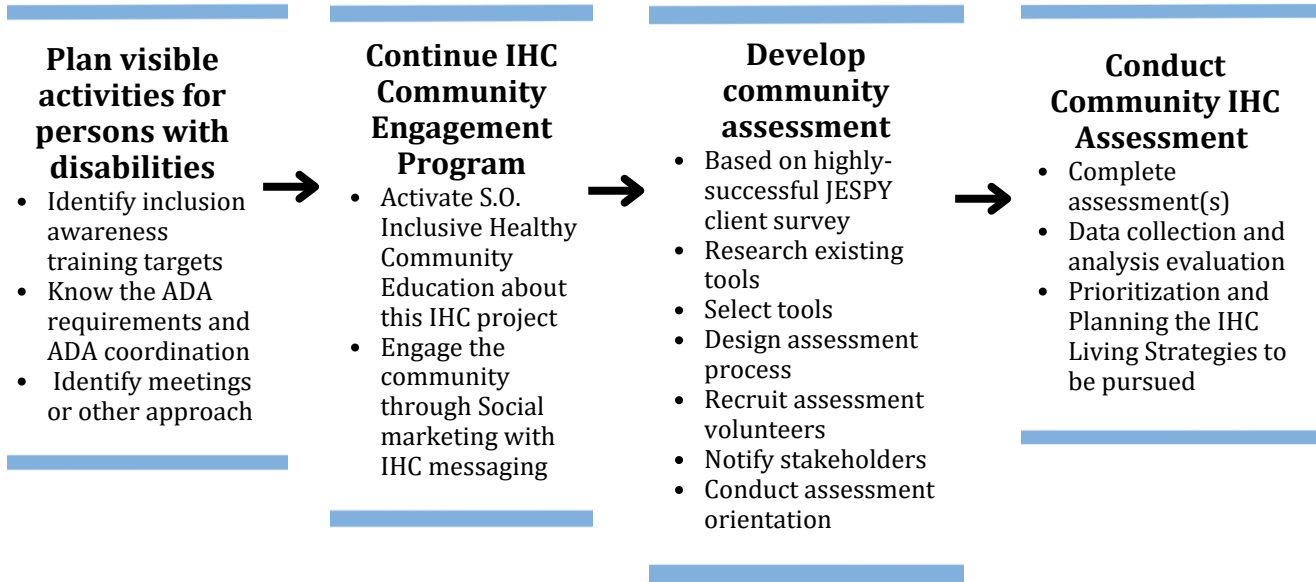 Plan visible
activities for
persons with
disabilities
• Identify inclusion
awareness
training targets
• Know the ADA
requirements and
ADA coordination
• Identify meetings
or other approach
Continue IHC
Community
Engagement
Program
• Activate S.O.
Inclusive Healthy
Community
Education about
this IHC project
• Engage the
community
through Social
marketing with
IHC messaging
Develop
community
assessment
• Based on highly-
successful JESPY
client survey
• Research existing
tools
• Select tools
• Design assessment
process
• Recruit assessment
volunteers
• Notify stakeholders
• Conduct assessment
orientation
Conduct
Community IHC
Assessment
• Complete
assessment(s)
• Data collection and
analysis evaluation
• Prioritization and
Planning the IHC
Living Strategies to
be pursued